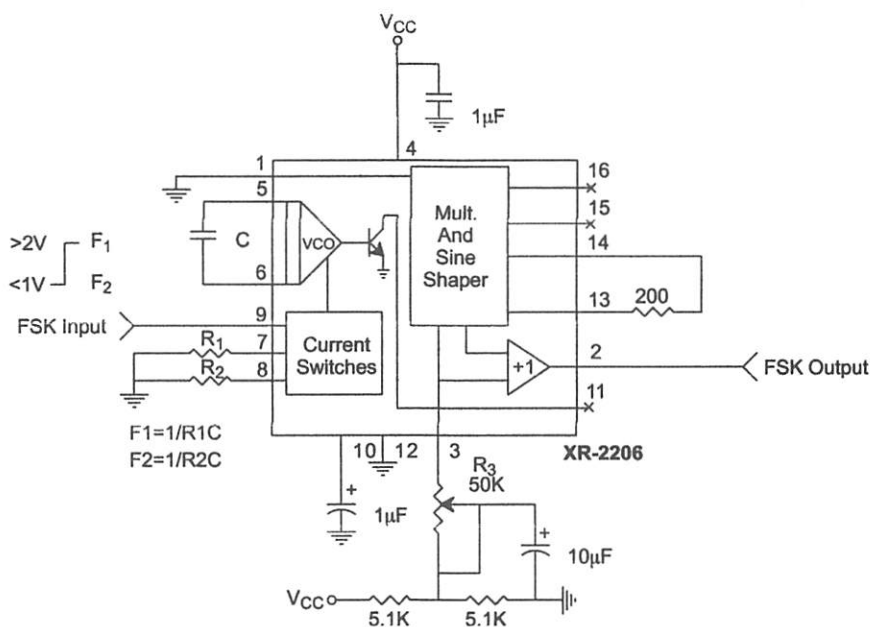 VCC
1µF
4
1
16
5
15
Mult.
And
Sine
Shaper
14
>2V
F1
C
VCO
<1V
F2
6
13
200
FSK Input
9
R1
7
Current
Switches
2
+1
FSK Output
R2
8
11
F1=1/R1C
F2=1/R2C
10
12
3
XR-2206
R3
50K
+
1µF
+
10µF
VCC
5.1K
5.1K